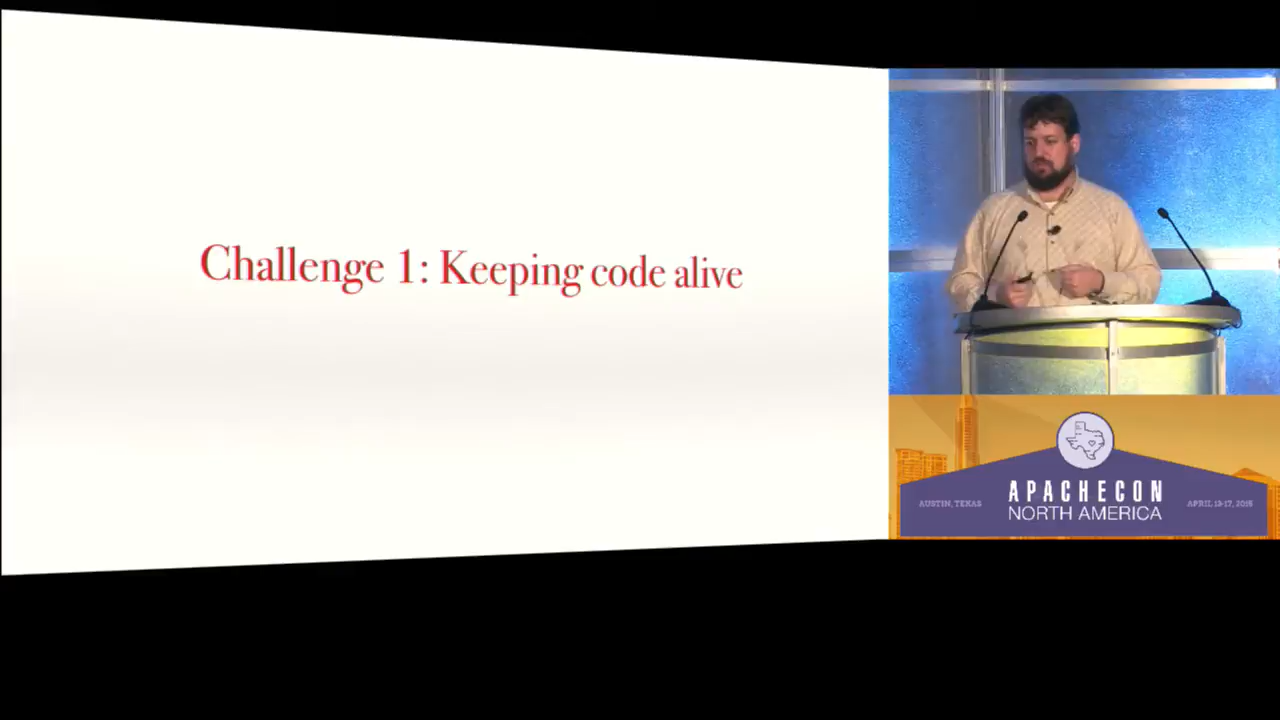 Challenge 1: Keeping code alive
APACHECON
NORTH AMERICA
AUSTIN, TEXAS
APRIL 13-17, 2015